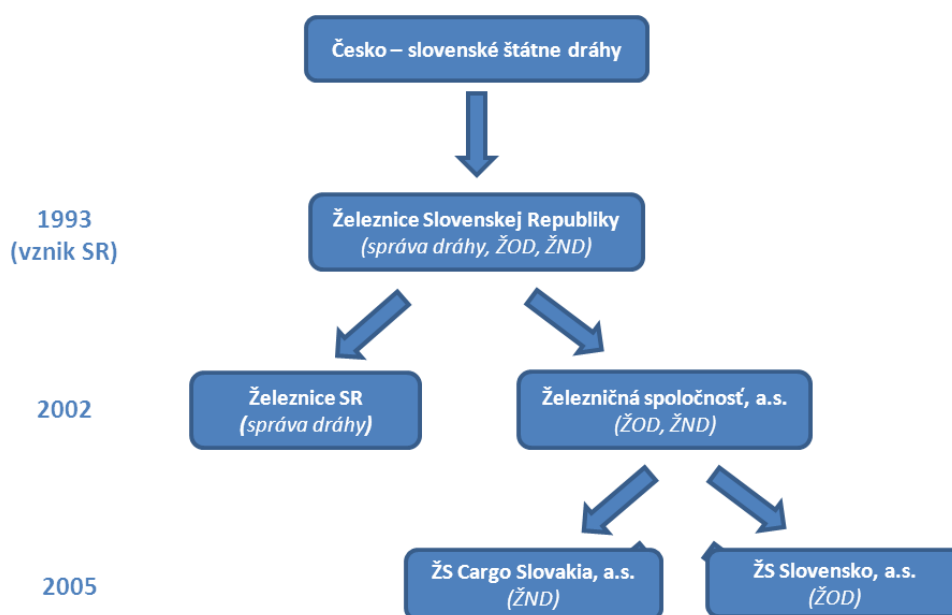 Česko – slovenské štátne dráhy
1993
(vznik SR)
Železnice Slovenskej Republiky
(správa dráhy, ŽOD, ŽND)
2002
Železnice SR
(správa dráhy)
Železničná spoločnosť, a.s.
(ŽOD, ŽND)
2005
ŽS Cargo Slovakia, a.s.
(ŽND)
ŽS Slovensko, a.s.
(ŽOD)